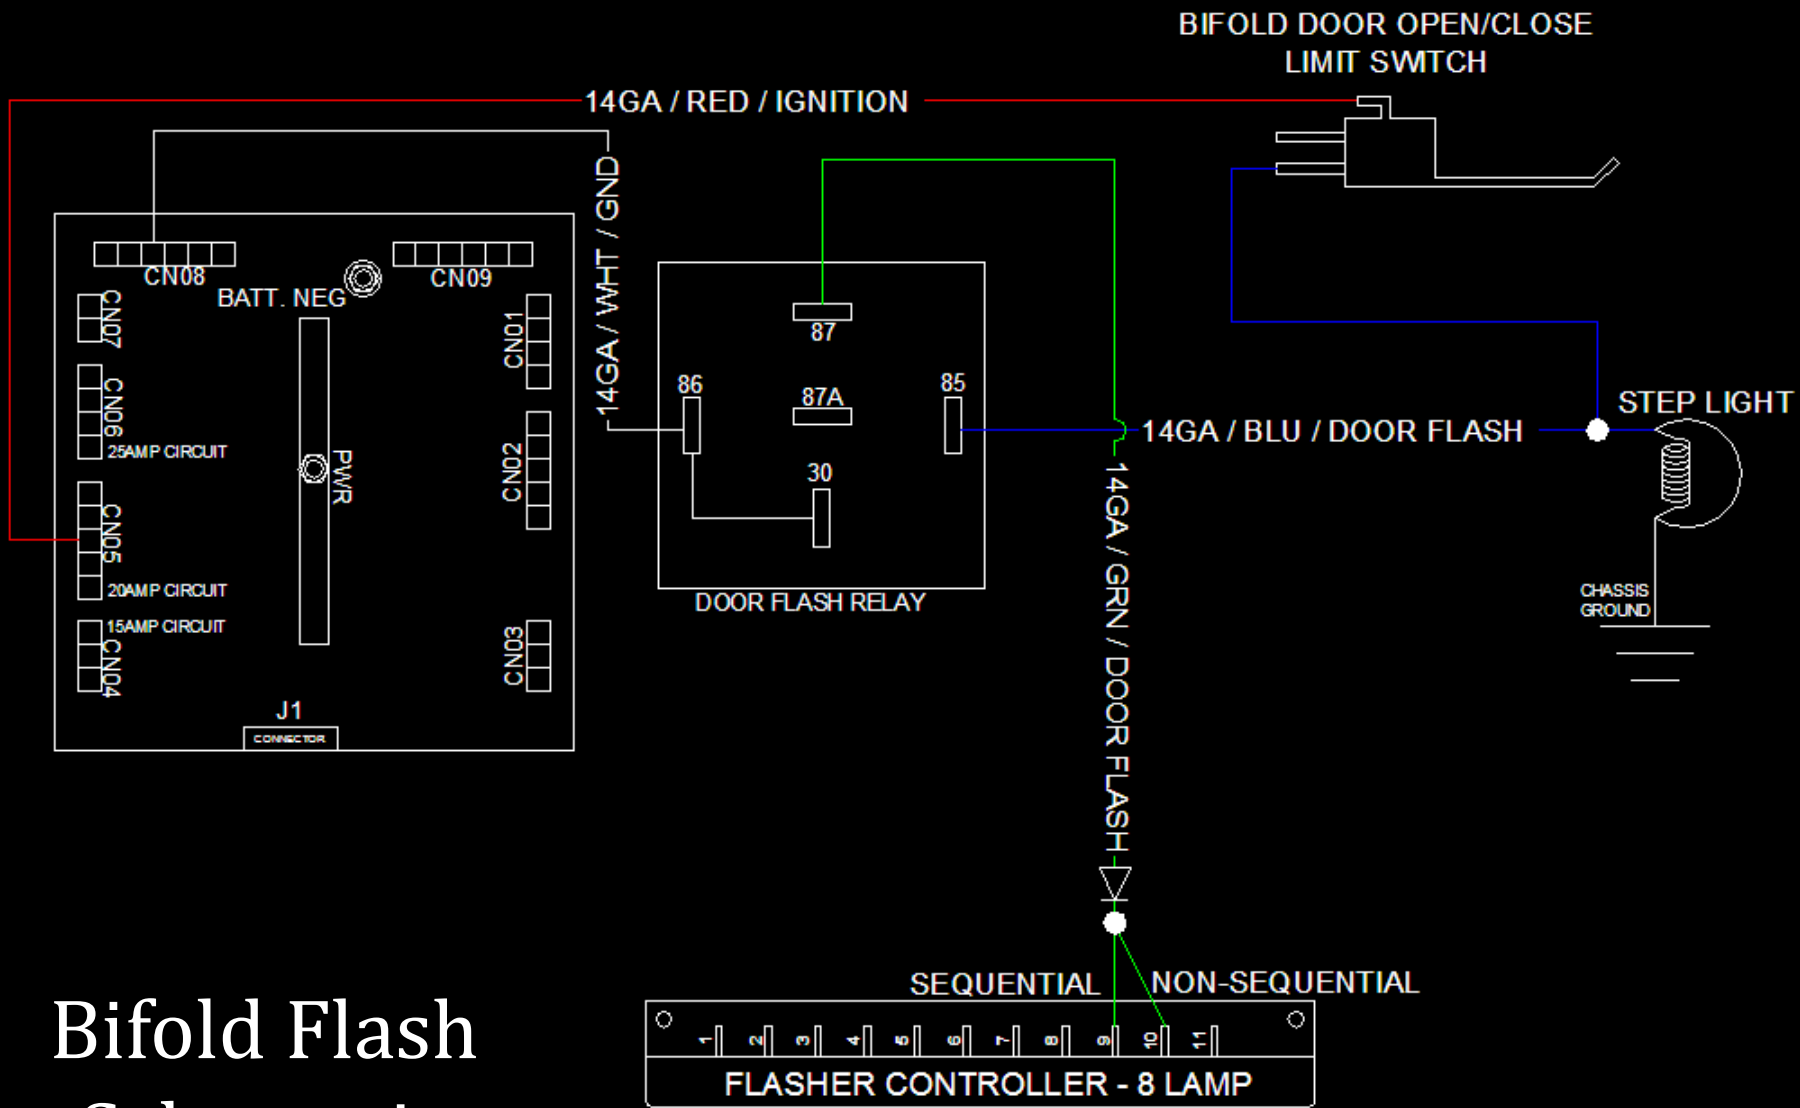 BIFOLD DOOR OPEN/CLOSE
LIMIT SWITCH
14GA / RED / IGNITION
14GA / WHT / GND
CN08
CN09
BATT. NEG
CN07
CN01
CN06
25AMP CIRCUIT
CN02
PWR
CN05
20AMP CIRCUIT
15AMP CIRCUIT
CN04
CN03
J1
CONNECTOR
87
86
87A
85
30
DOOR FLASH RELAY
14GA / BLU / DOOR FLASH
STEP LIGHT
CHASSIS
GROUND
14GA / GRN / DOOR FLASH
SEQUENTIAL
NON-SEQUENTIAL
1 2 3 4 5 6 7 8 9 10 11
FLASHER CONTROLLER - 8 LAMP
Bifold Flash